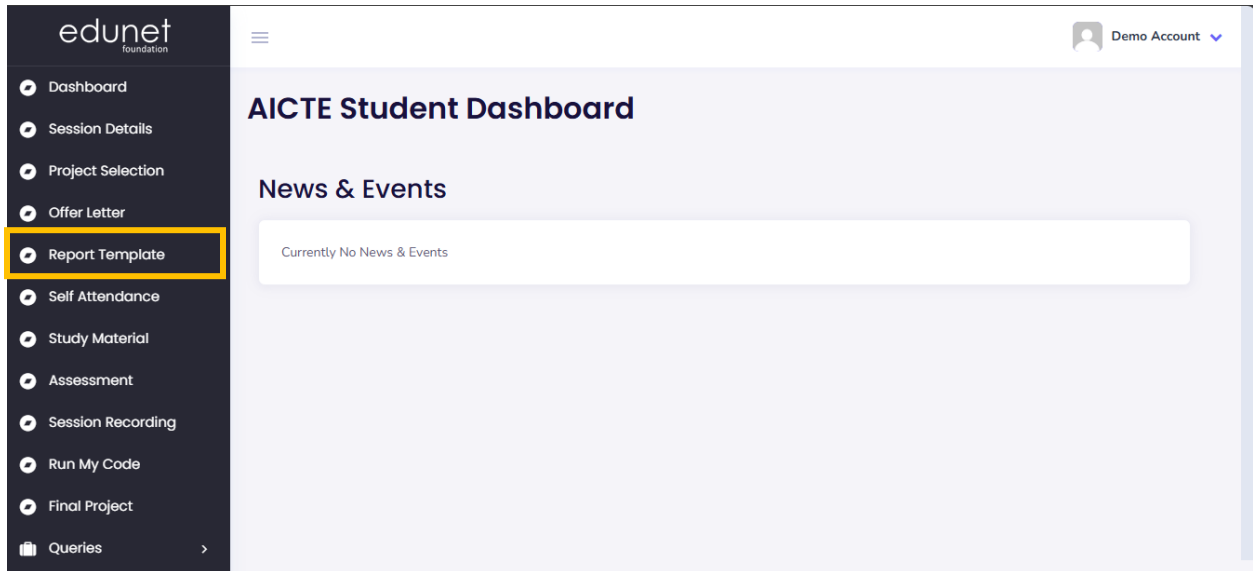 edunet
foundation
Dashboard
Session Details
Project Selection
Offer Letter
Report Template
Self Attendance
Study Material
Assessment
Session Recording
Run My Code
Final Project
Queries
Demo Account
AICTE Student Dashboard
News & Events
Currently No News & Events